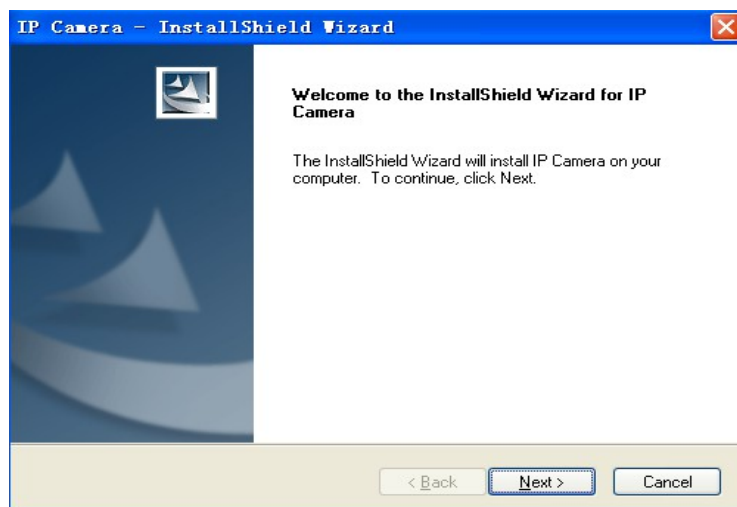 IP Camera - InstallShield Wizard
Welcome to the InstallShield Wizard for IP
Camera
The InstallShield Wizard will install IP Camera on your
computer. To continue, click Next.
< Back Next > Cancel